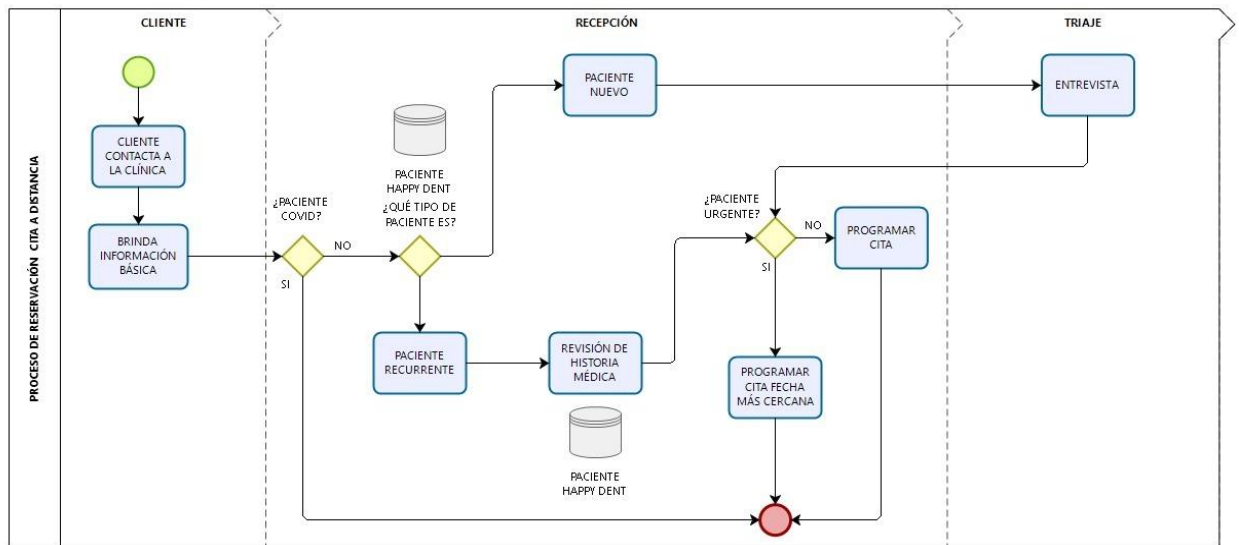 PROCESO DE RESERVACIÓN CITA A DISTANCIA
CLIENTE
RECEPCIÓN
TRIAJE
CLIENTE
CONTACTA A
LA CLÍNICA
BRINDA
INFORMACIÓN
BÁSICA
¿PACIENTE
COVID?
NO
SI
PACIENTE
HAPPY DENT
¿QUÉ TIPO DE
PACIENTE ES?
PACIENTE
NUEVO
ENTREVISTA
PACIENTE
RECURRENTE
REVISIÓN DE
HISTORIA
MÉDICA
PACIENTE
HAPPY DENT
¿PACIENTE
URGENTE?
NO
SI
PROGRAMAR
CITA
PROGRAMAR
CITA FECHA
MÁS CERCANA